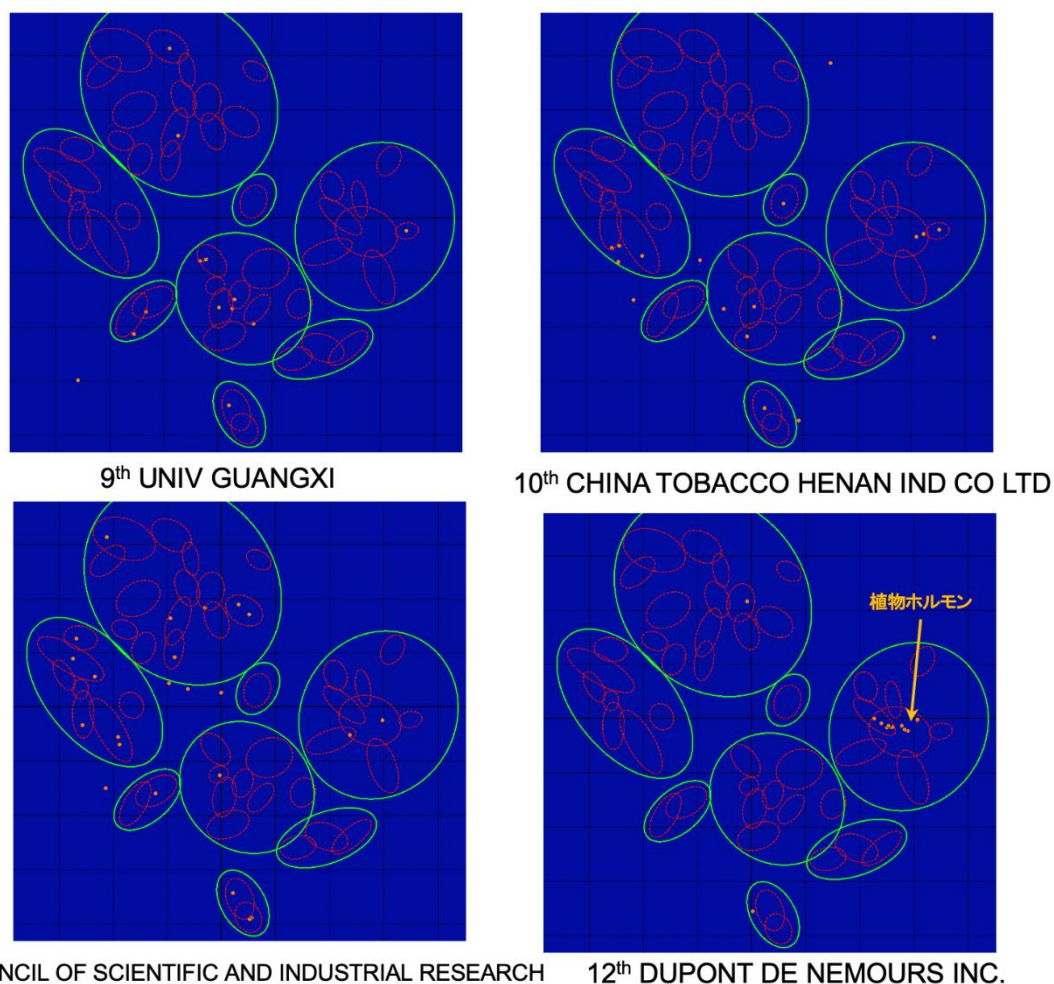 9th UNIV GUANGXI
10th CHINA TOBACCO HENAN IND CO LTD
植物ホルモン
NCIL OF SCIENTIFIC AND INDUSTRIAL RESEARCH
12th DUPONT DE NEMOURS INC.